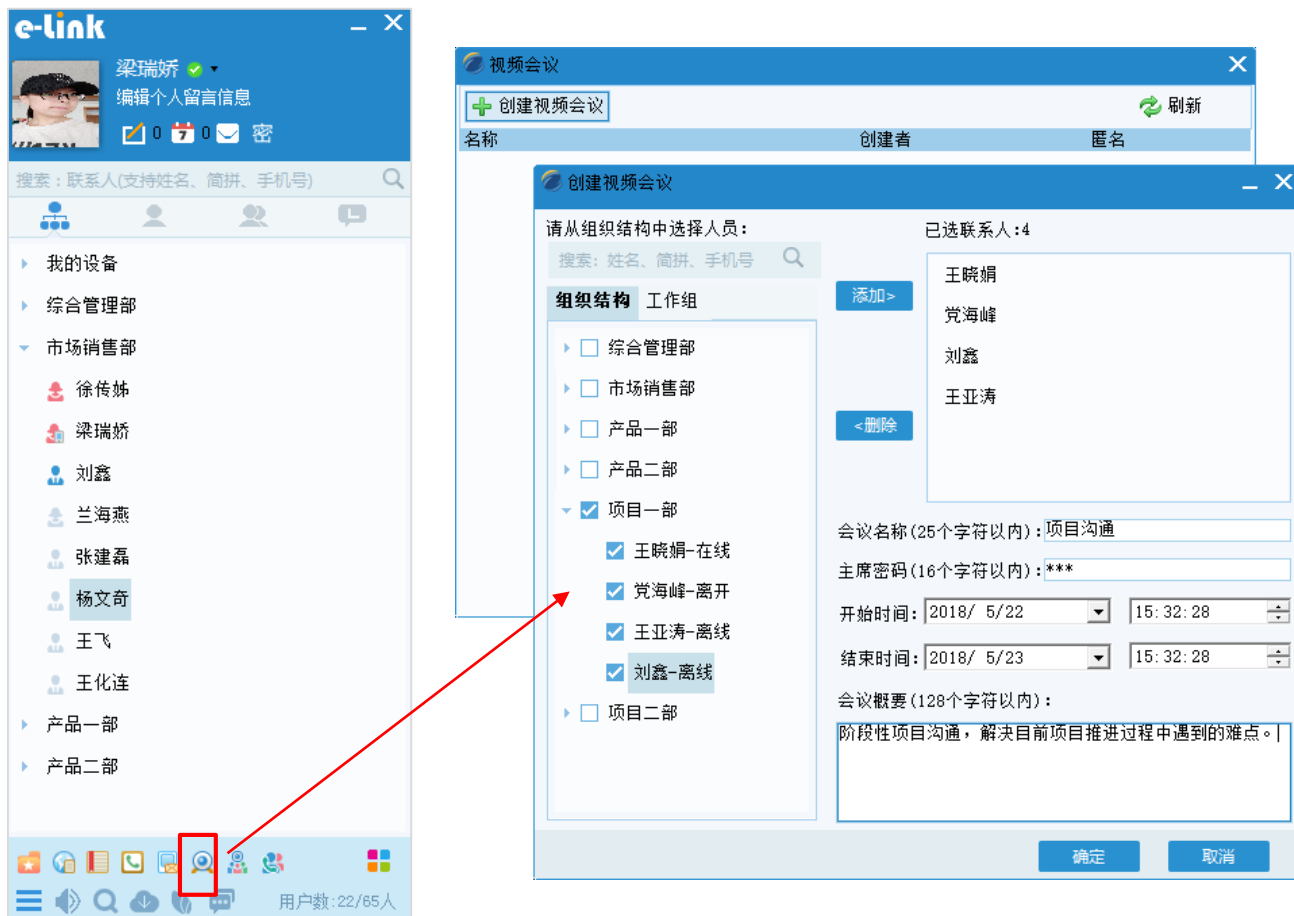 e-link
梁瑞娇
编辑个人留言信息
0 7 0 密
搜索：联系人(支持姓名、简拼、手机号)
我的设备
综合管理部
市场销售部
徐传姊
梁瑞娇
刘鑫
兰海燕
张建磊
杨文奇
王飞
王化连
产品一部
产品二部
用户数:22/65人
视频会议
创建视频会议 刷新
名称 创建者 匿名
创建视频会议
请从组织结构中选择人员：
搜索：姓名、简拼、手机号
组织结构 工作组
综合管理部
市场销售部
产品一部
产品二部
项目一部
王晓娟-在线
党海峰-离开
王亚涛-离线
刘鑫-离线
项目二部
添加>
<删除
已选联系人:4
王晓娟
党海峰
刘鑫
王亚涛
会议名称(25个字符以内):项目沟通
主席密码(16个字符以内):***
开始时间: 2018/ 5/22 15:32:28
结束时间: 2018/ 5/23 15:32:28
会议概要(128个字符以内):
阶段性项目沟通，解决目前项目推进过程中遇到的难点。
确定 取消